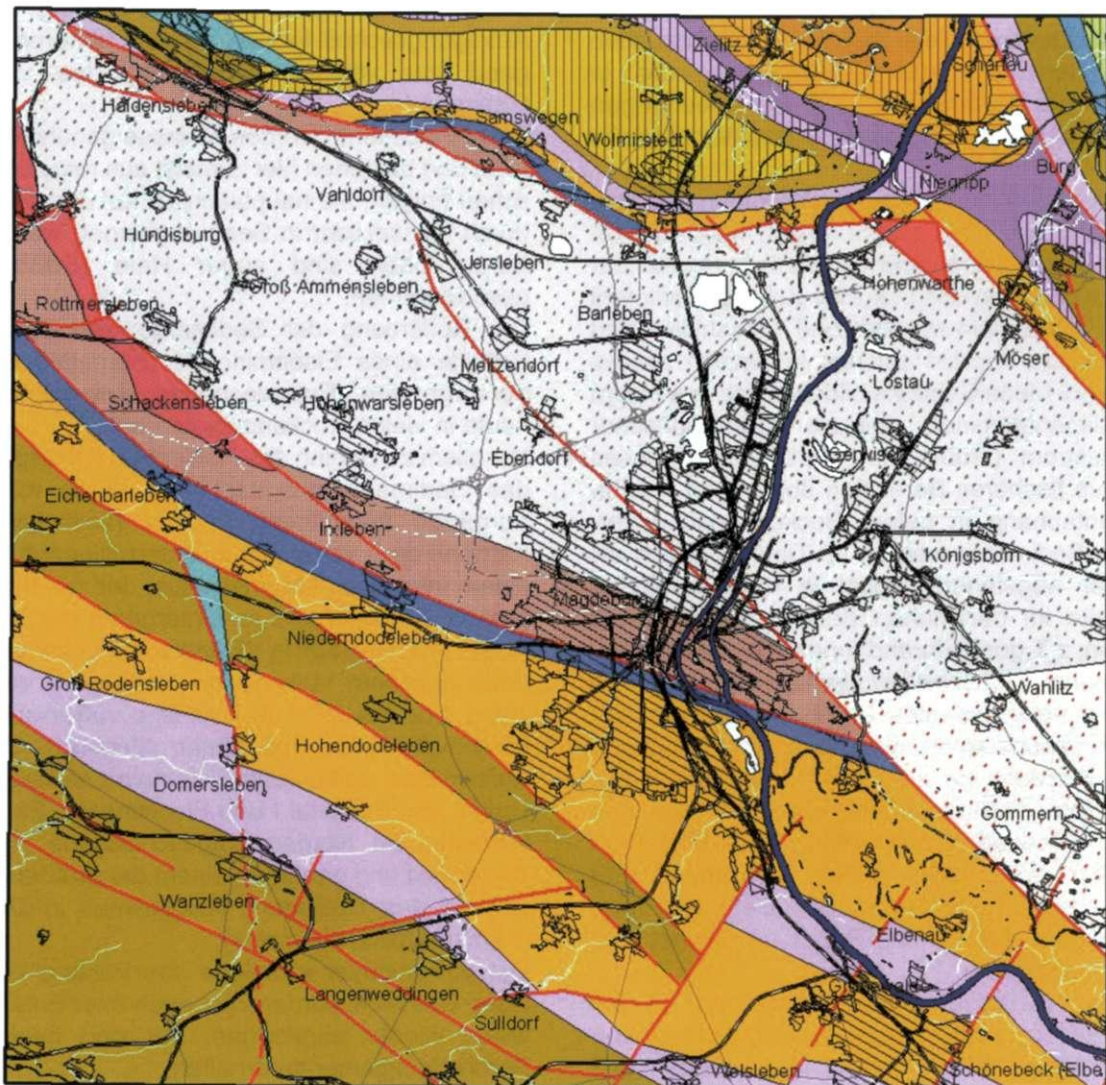 Zielitz
Schartau
Haldensleben
Samswegen
Wolmirstedt
Burg
Niegripp
Vahldorf
Hundisburg
Jersleben
Groß Ammensleben
Hohenwarthe
Rottmersleben
Barleben
Möser
Meitzendorf
Lostau
Schackensleben
Hohenwarsleben
Ebendorf
Gerwisch
Eichenbarleben
Irxleben
Königsborn
Magdeburg
Niederndodeleben
Groß Rodensleben
Wahlitz
Hohendodeleben
Domersleben
Gommern
Wanzleben
Elbenau
Langenweddingen
Grünewalde
Sülldorf
Welsleben
Schönebeck (Elbe